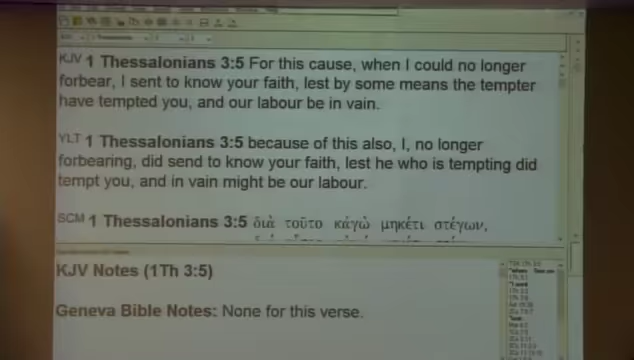 KJV 1 Thessalonians 3:5 For this cause, when I could no longer
forbear, I sent to know your faith, lest by some means the tempter
have tempted you, and our labour be in vain.
YLT 1 Thessalonians 3:5 because of this also, I, no longer
forbearing, did send to know your faith, lest he who is tempting did
tempt you, and in vain might be our labour.
SCM 1 Thessalonians 3:5 διὰ τοῦτο κἀγὼ μηκέτι στέγων,
KJV Notes (1Th 3:5)
Geneva Bible Notes: None for this verse.